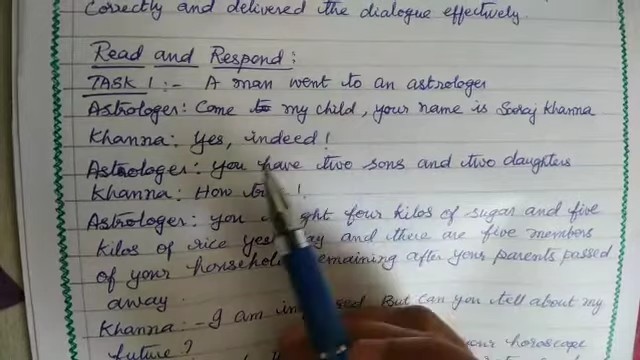 correctly and delivered the dialogue effectively.
Read and Respond:
TASK 1:- A man went to an astrologer
Astrologer: Come to my child, your name is Sooraj Khanna
Khanna: Yes, indeed!
Astrologer: You have two sons and two daughters
Khanna: How !
Astrologer: You four kilos of sugar and five
kilos of rice and there are five members
of your household remaining after your parents passed
away.
Khanna:- I am But can you tell about my
future? your horoscope